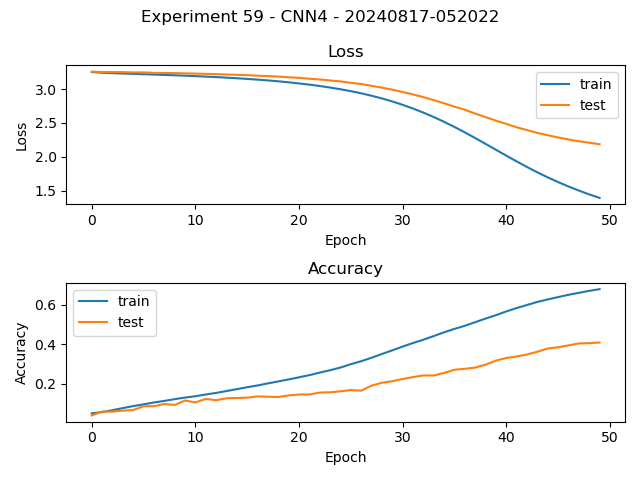 Experiment 59 - CNN4 - 20240817-052022
Loss
3.0
2.5
2.0
1.5
Loss
train
test
0 10 20 30 40 50
Epoch
Accuracy
0.6
0.4
0.2
Accuracy
train
test
0 10 20 30 40 50
Epoch